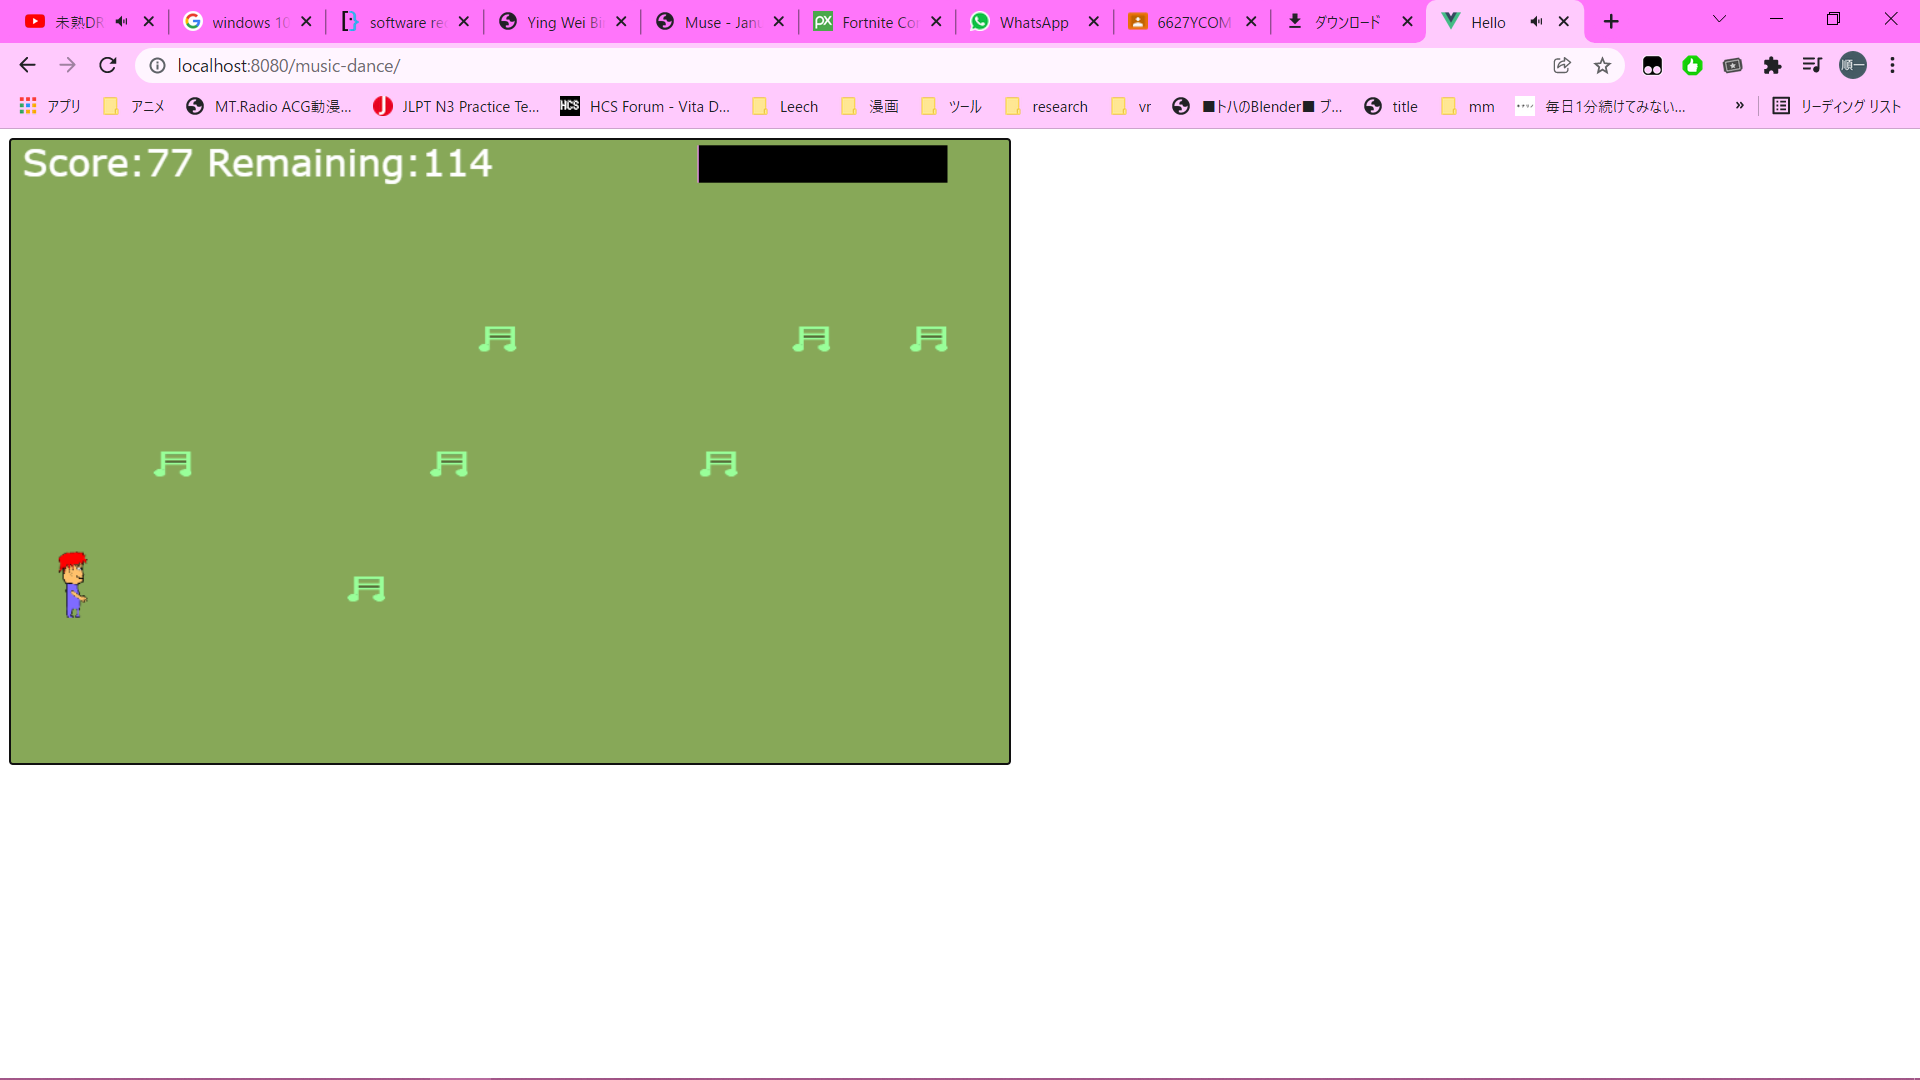 未熟DR windows 10 software re Ying Wei Bi Muse - Janu Fortnite Co WhatsApp 6627YCOM ダウンロード Hello
localhost:8080/music-dance/ 順一
アプリ アニメ MT.Radio ACG動漫... JLPT N3 Practice Te... HCS HCS Forum - Vita D... Leech 漫画 ツール research vr ■トハのBlender■ ブ... title mm 毎日1分続けてみない... » リーディング リスト
Score:77 Remaining:114